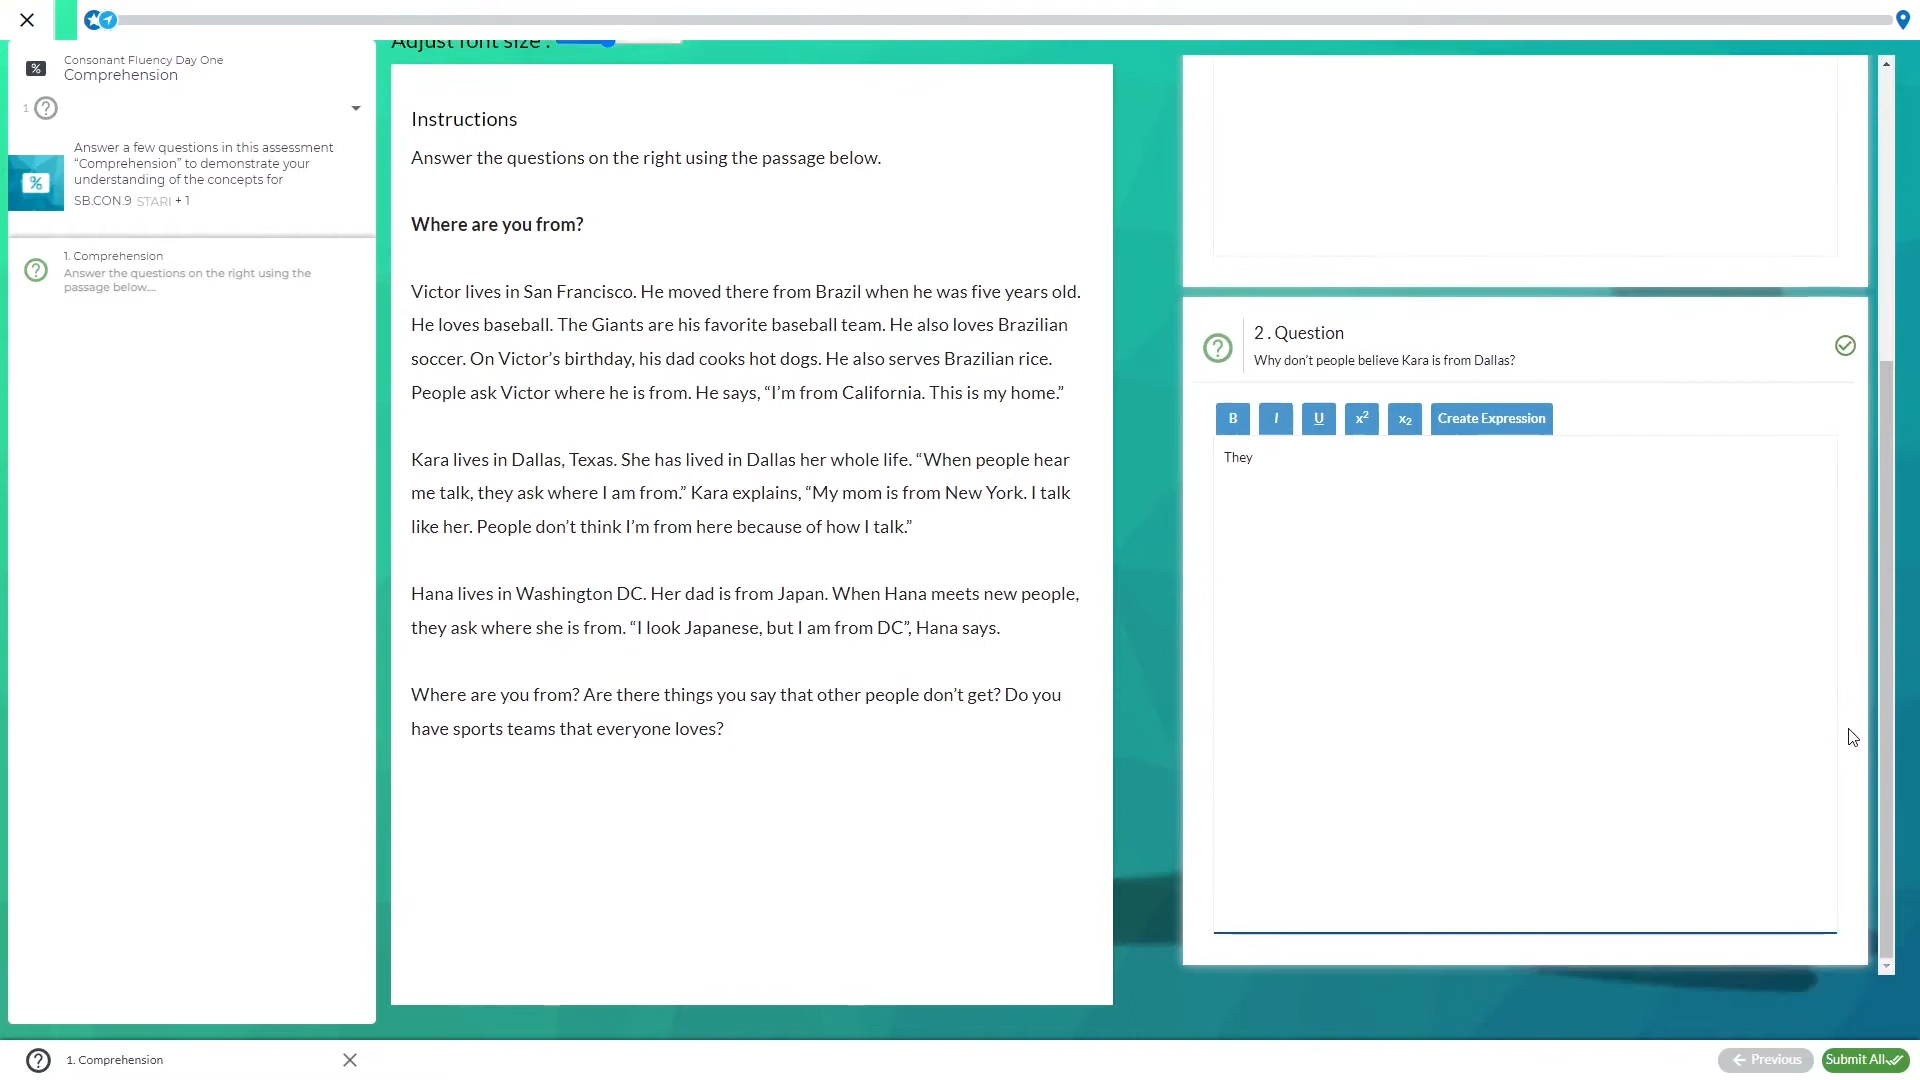 Adjust font size :
Consonant Fluency Day One
Comprehension
1
Answer a few questions in this assessment
“Comprehension” to demonstrate your
understanding of the concepts for
SB.CON.9 STARI + 1
1. Comprehension
Answer the questions on the right using the
passage below....
Instructions
Answer the questions on the right using the passage below.
Where are you from?
Victor lives in San Francisco. He moved there from Brazil when he was five years old.
He loves baseball. The Giants are his favorite baseball team. He also loves Brazilian
soccer. On Victor’s birthday, his dad cooks hot dogs. He also serves Brazilian rice.
People ask Victor where he is from. He says, “I’m from California. This is my home.”
Kara lives in Dallas, Texas. She has lived in Dallas her whole life. “When people hear
me talk, they ask where I am from.” Kara explains, “My mom is from New York. I talk
like her. People don’t think I’m from here because of how I talk.”
Hana lives in Washington DC. Her dad is from Japan. When Hana meets new people,
they ask where she is from. “I look Japanese, but I am from DC”, Hana says.
Where are you from? Are there things you say that other people don’t get? Do you
have sports teams that everyone loves?
2 . Question
Why don’t people believe Kara is from Dallas?
B I U x² x₂ Create Expression
They
1. Comprehension
Previous
Submit All